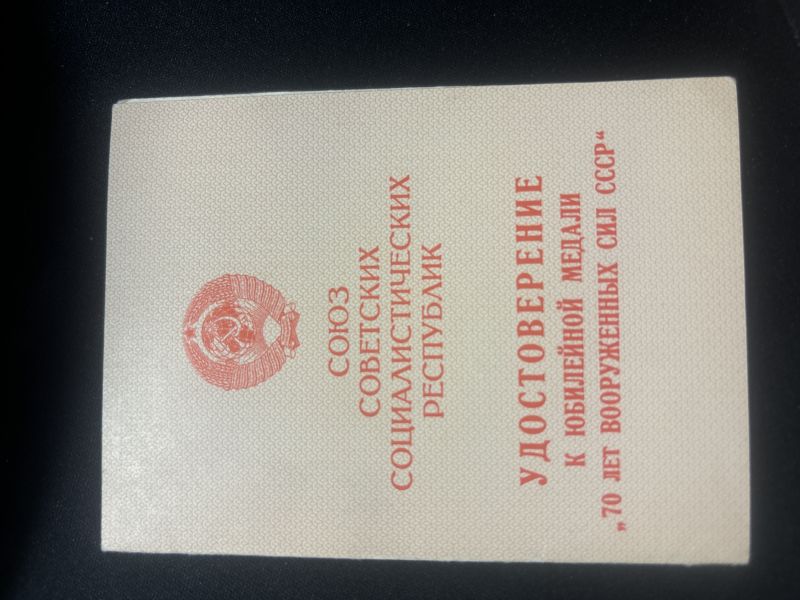 СОЮЗ
СОВЕТСКИХ
СОЦИАЛИСТИЧЕСКИХ
РЕСПУБЛИК
УДОСТОВЕРЕНИЕ
К ЮБИЛЕЙНОЙ МЕДАЛИ
„70 ЛЕТ ВООРУЖЕННЫХ СИЛ СССР“